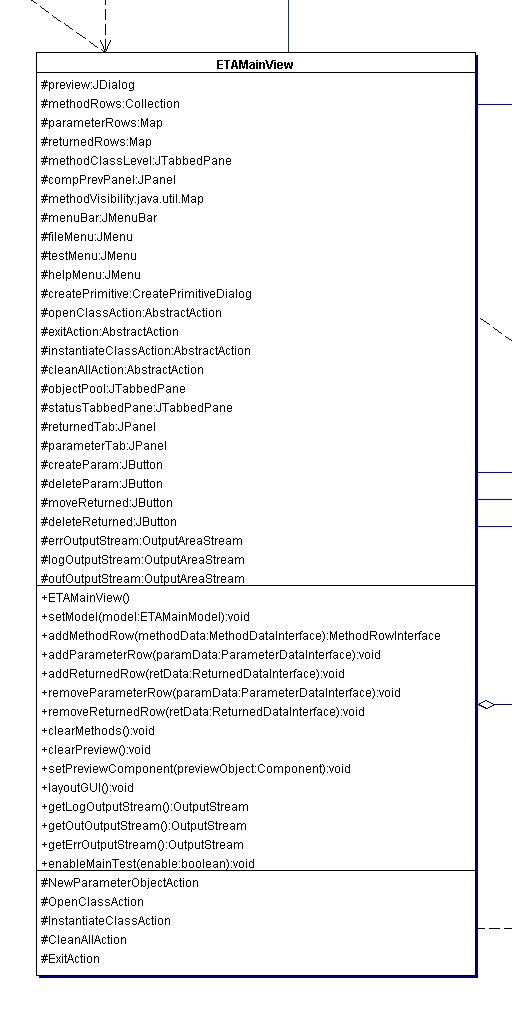 ETAMainView
#preview:JDialog
#methodRows:Collection
#parameterRows:Map
#returnedRows:Map
#methodClassLevel:JTabbedPane
#compPrevPanel:JPanel
#methodVisibility:java.util.Map
#menuBar:JMenuBar
#fileMenu:JMenu
#testMenu:JMenu
#helpMenu:JMenu
#createPrimitive:CreatePrimitiveDialog
#openClassAction:AbstractAction
#exitAction:AbstractAction
#instantiateClassAction:AbstractAction
#cleanAllAction:AbstractAction
#objectPool:JTabbedPane
#statusTabbedPane:JTabbedPane
#returnedTab:JPanel
#parameterTab:JPanel
#createParam:JButton
#deleteParam:JButton
#moveReturned:JButton
#deleteReturned:JButton
#errOutputStream:OutputAreaStream
#logOutputStream:OutputAreaStream
#outOutputStream:OutputAreaStream
+ETAMainView()
+setModel(model:ETAMainModel):void
+addMethodRow(methodData:MethodDataInterface):MethodRowInterface
+addParameterRow(paramData:ParameterDataInterface):void
+addReturnedRow(retData:ReturnedDataInterface):void
+removeParameterRow(paramData:ParameterDataInterface):void
+removeReturnedRow(retData:ReturnedDataInterface):void
+clearMethods():void
+clearPreview():void
+setPreviewComponent(previewObject:Component):void
+layoutGUI():void
+getLogOutputStream():OutputStream
+getOutOutputStream():OutputStream
+getErrOutputStream():OutputStream
+enableMainTest(enable:boolean):void
#NewParameterObjectAction
#OpenClassAction
#InstantiateClassAction
#CleanAllAction
#ExitAction